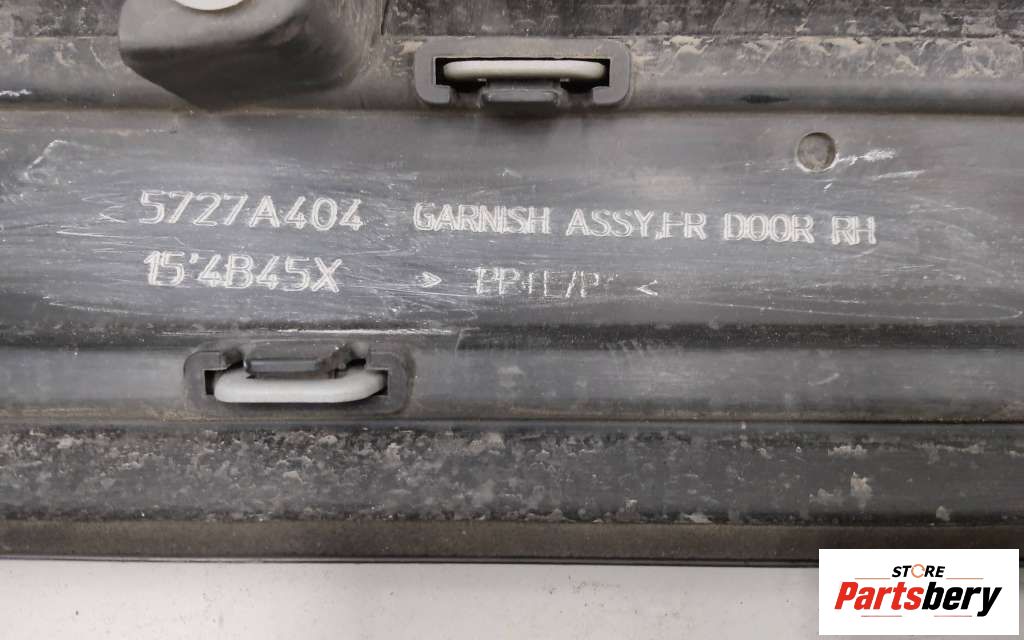 5727A404 GARNISH ASSY,FR DOOR RH
15'4B45X > <
STORE
Partsbery